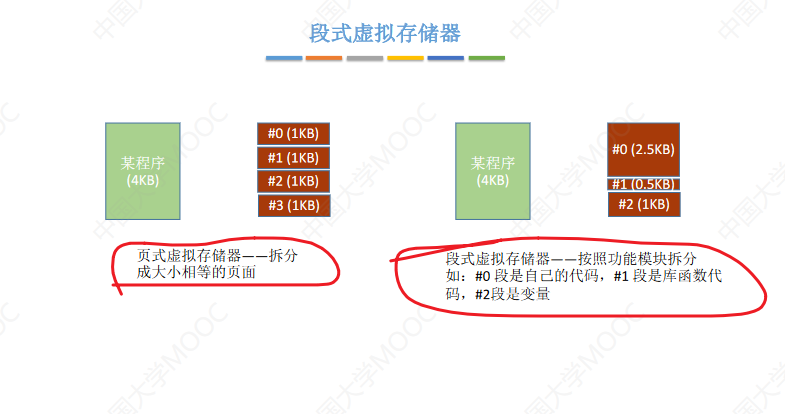 段式虚拟存储器
某程序
(4KB)
#0 (1KB)
#1 (1KB)
#2 (1KB)
#3 (1KB)
某程序
(4KB)
#0 (2.5KB)
#1 (0.5KB)
#2 (1KB)
页式虚拟存储器——拆分
成大小相等的页面
段式虚拟存储器——按照功能模块拆分
如：#0 段是自己的代码，#1 段是库函数代
码，#2段是变量
中国大学MOOC